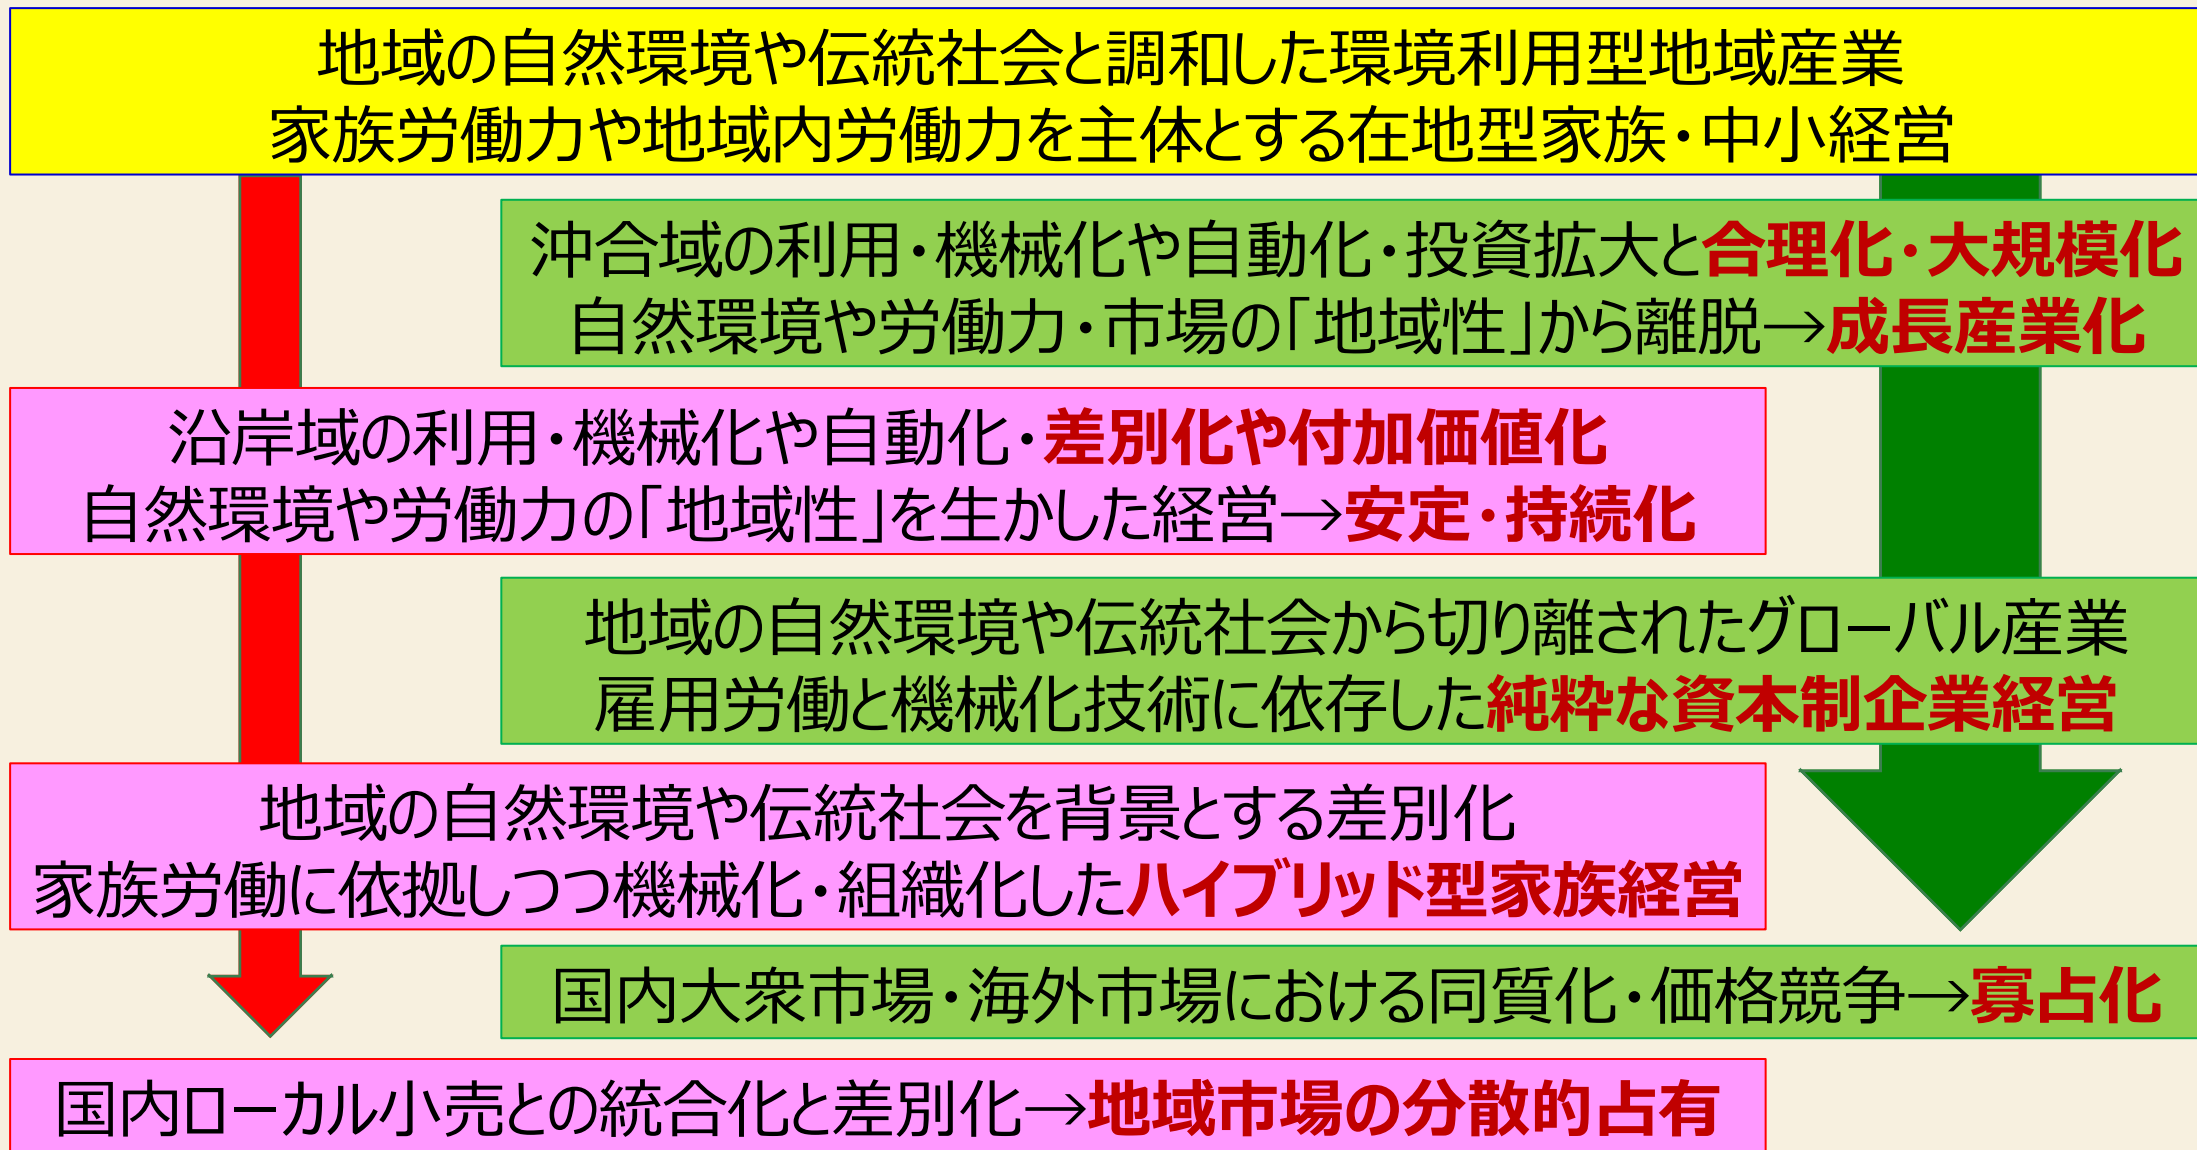 地域の自然環境や伝統社会と調和した環境利用型地域産業
家族労働力や地域内労働力を主体とする在地型家族・中小経営
沖合域の利用・機械化や自動化・投資拡大と合理化・大規模化
自然環境や労働力・市場の「地域性」から離脱→成長産業化
沿岸域の利用・機械化や自動化・差別化や付加価値化
自然環境や労働力の「地域性」を生かした経営→安定・持続化
地域の自然環境や伝統社会から切り離されたグローバル産業
雇用労働と機械化技術に依存した純粋な資本制企業経営
地域の自然環境や伝統社会を背景とする差別化
家族労働に依拠しつつ機械化・組織化したハイブリッド型家族経営
国内大衆市場・海外市場における同質化・価格競争→寡占化
国内ローカル小売との統合化と差別化→地域市場の分散的占有